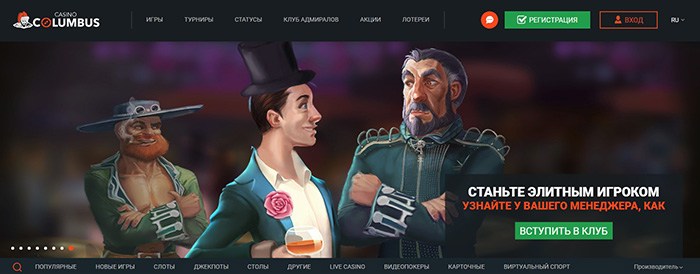 CASINO
COLUMBUS
ИГРЫ ТУРНИРЫ СТАТУСЫ КЛУБ АДМИРАЛОВ АКЦИИ ЛОТЕРЕИ РЕГИСТРАЦИЯ ВХОД RU
СТАНЬТЕ ЭЛИТНЫМ ИГРОКОМ
УЗНАЙТЕ У ВАШЕГО МЕНЕДЖЕРА, КАК
ВСТУПИТЬ В КЛУБ
ПОПУЛЯРНЫЕ НОВЫЕ ИГРЫ СЛОТЫ ДЖЕКПОТЫ СТОЛЫ ДРУГИЕ LIVE CASINO ВИДЕОПОКЕРЫ КАРТОЧНЫЕ ВИРТУАЛЬНЫЙ СПОРТ Производитель